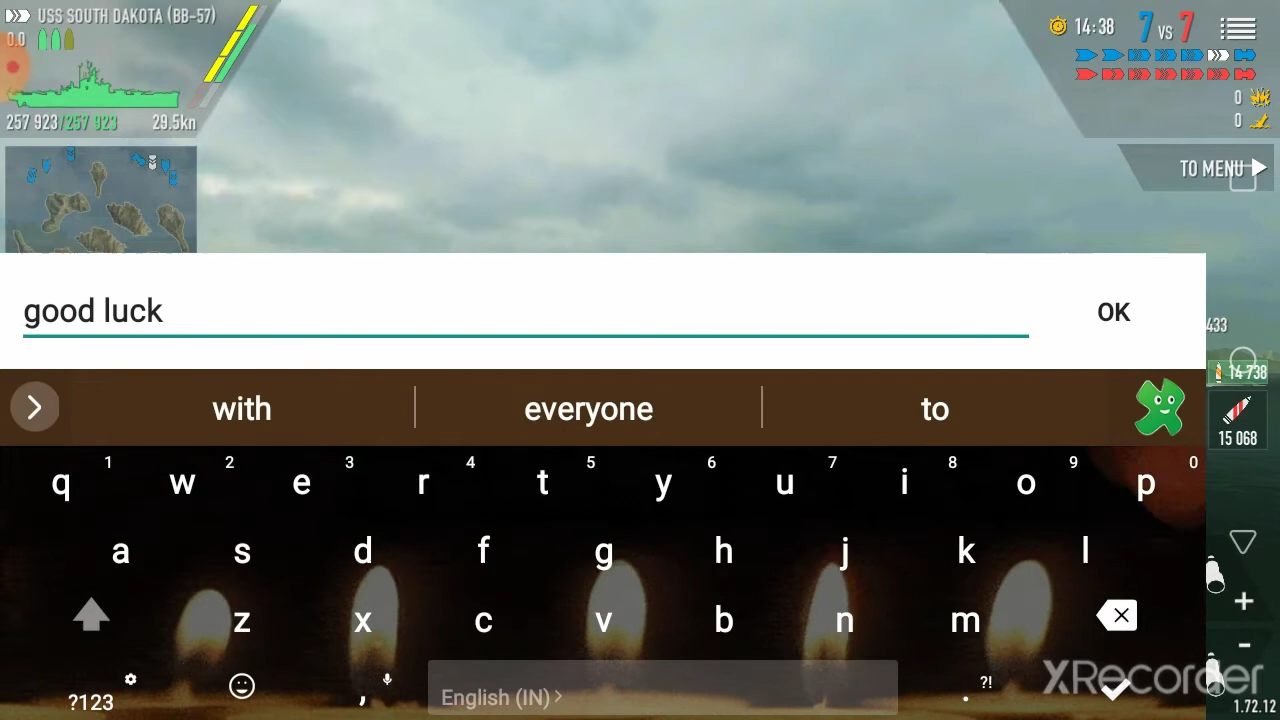 USS SOUTH DAKOTA (BB-57)
0.0
257 923/257 923
29.5kn
14:38
7 VS 7
0
0
TO MENU
good luck
OK
433
14 738
15 068
with
everyone
to
1 2 3 4 5 6 7 8 9 0
q w e r t y u i o p
a s d f g h j k l
z x c v b n m
?123
,
English (IN)
. ?!
XRecorder
1.72.12